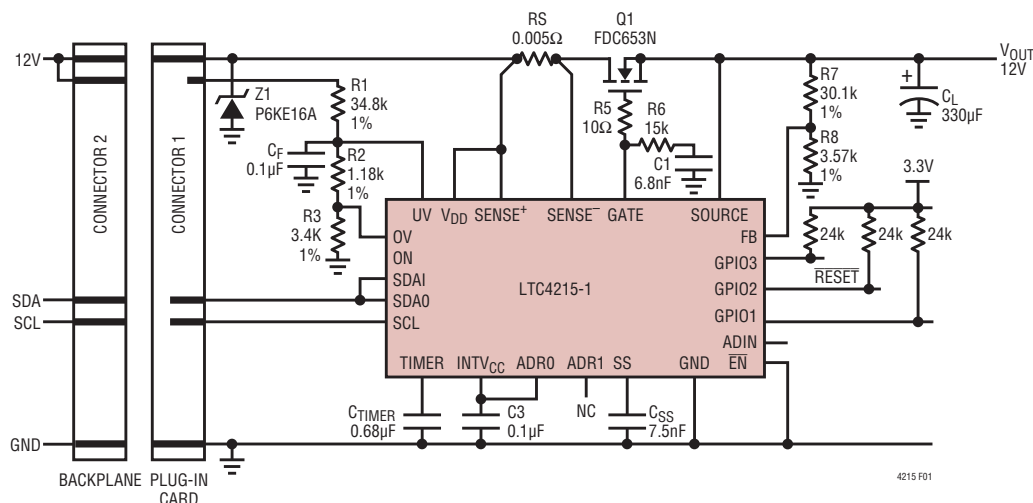 RS
0.005Ω
Q1
FDC653N
12V
VOUT
12V
Z1
P6KE16A
R1
34.8k
1%
R5
10Ω
R6
15k
R7
30.1k
1%
+
CL
330µF
CF
0.1µF
R2
1.18k
1%
C1
6.8nF
R8
3.57k
1%
3.3V
CONNECTOR 2
CONNECTOR 1
R3
3.4K
1%
UV
VDD
SENSE+
SENSE–
GATE
SOURCE
OV
ON
SDAI
SDA0
SCL
FB
GPIO3
GPIO2
GPIO1
ADIN
EN
24k
24k
24k
RESET
LTC4215-1
SDA
SCL
TIMER
INTVCC
ADR0
ADR1
SS
GND
CTIMER
0.68µF
C3
0.1µF
NC
CSS
7.5nF
GND
BACKPLANE
PLUG-IN
CARD
4215 F01